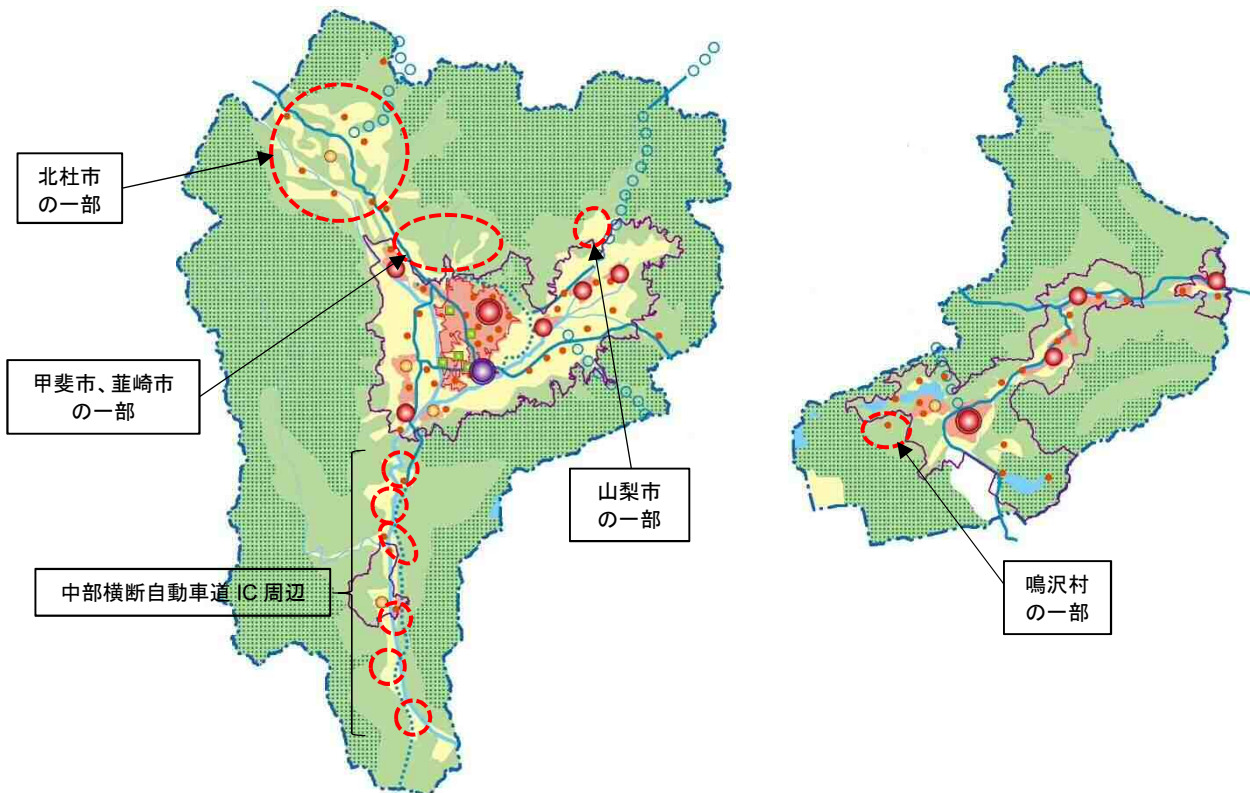 北杜市
の一部
甲斐市、韮崎市
の一部
中部横断自動車道 IC 周辺
山梨市
の一部
鳴沢村
の一部